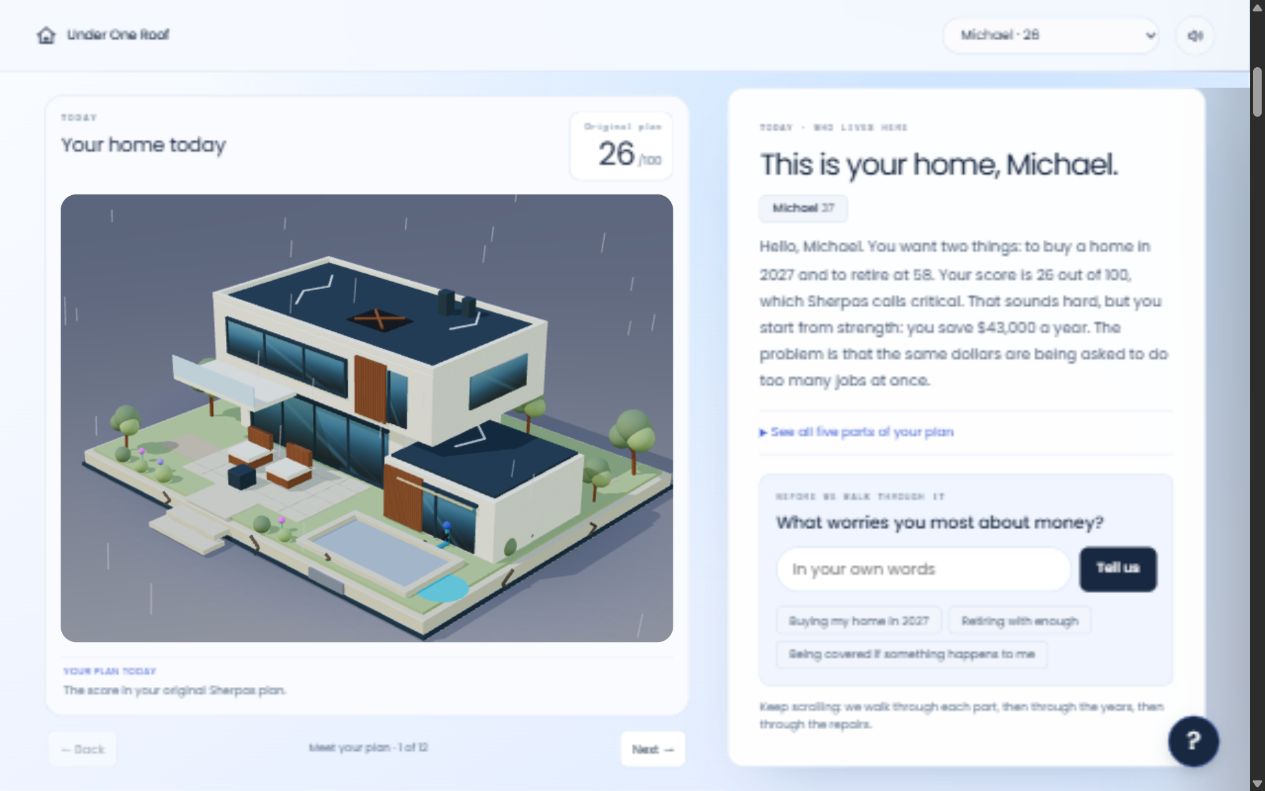 Under One Roof
Michael · 26
TODAY
Your home today
Original plan
26 /100
YOUR PLAN TODAY
The score in your original Sherpas plan.
← Back
Meet your plan · 1 of 12
Next →
TODAY · WHO LIVES HERE
This is your home, Michael.
Michael 37
Hello, Michael. You want two things: to buy a home in
2027 and to retire at 58. Your score is 26 out of 100,
which Sherpas calls critical. That sounds hard, but you
start from strength: you save $43,000 a year. The
problem is that the same dollars are being asked to do
too many jobs at once.
▶ See all five parts of your plan
BEFORE WE WALK THROUGH IT
What worries you most about money?
In your own words
Tell us
Buying my home in 2027
Retiring with enough
Being covered if something happens to me
Keep scrolling: we walk through each part, then through the years, then
through the repairs.
?